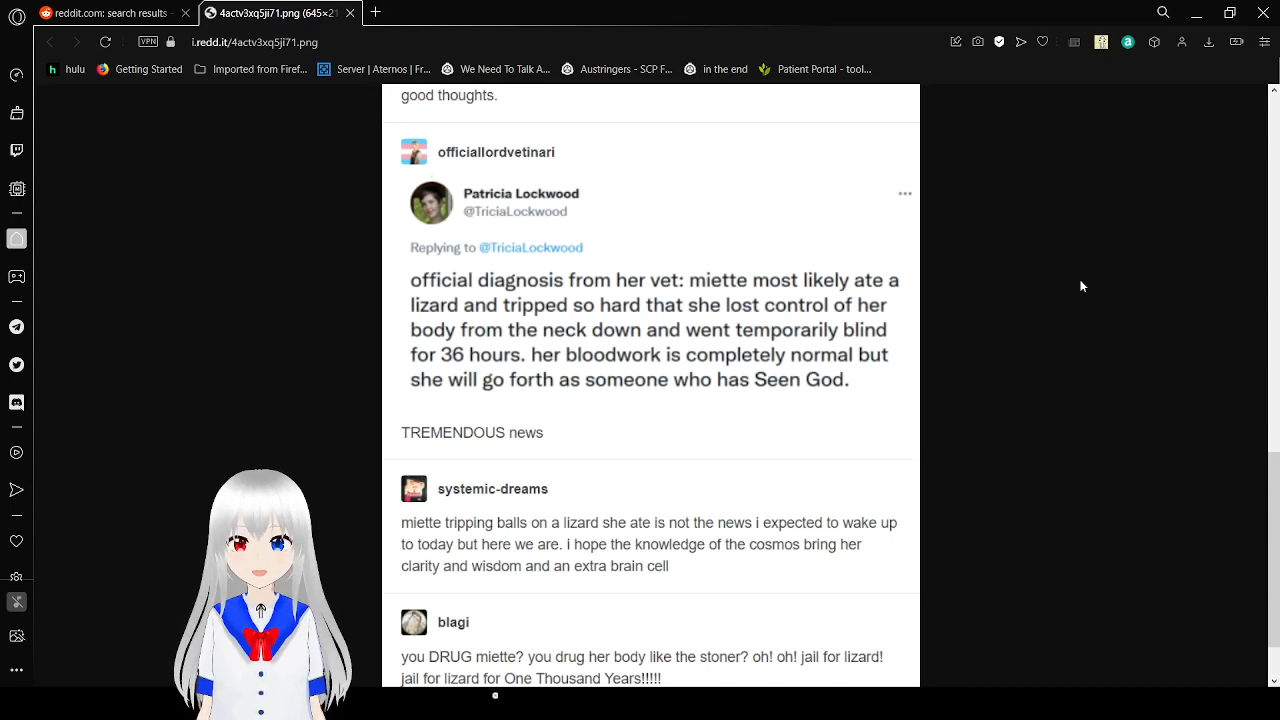 reddit.com: search results -
4actv3xq5ji71.png (645×21
VPN
i.redd.it/4actv3xq5ji71.png
h hulu
Getting Started
Imported from Firef...
Server | Aternos | Fr...
We Need To Talk A...
Austringers - SCP F...
in the end
Patient Portal - tool...
good thoughts.
officiallordvetinari
Patricia Lockwood
@TriciaLockwood
Replying to @TriciaLockwood
official diagnosis from her vet: miette most likely ate a
lizard and tripped so hard that she lost control of her
body from the neck down and went temporarily blind
for 36 hours. her bloodwork is completely normal but
she will go forth as someone who has Seen God.
TREMENDOUS news
systemic-dreams
miette tripping balls on a lizard she ate is not the news i expected to wake up
to today but here we are. i hope the knowledge of the cosmos bring her
clarity and wisdom and an extra brain cell
blagi
you DRUG miette? you drug her body like the stoner? oh! oh! jail for lizard!
jail for lizard for One Thousand Years!!!!!